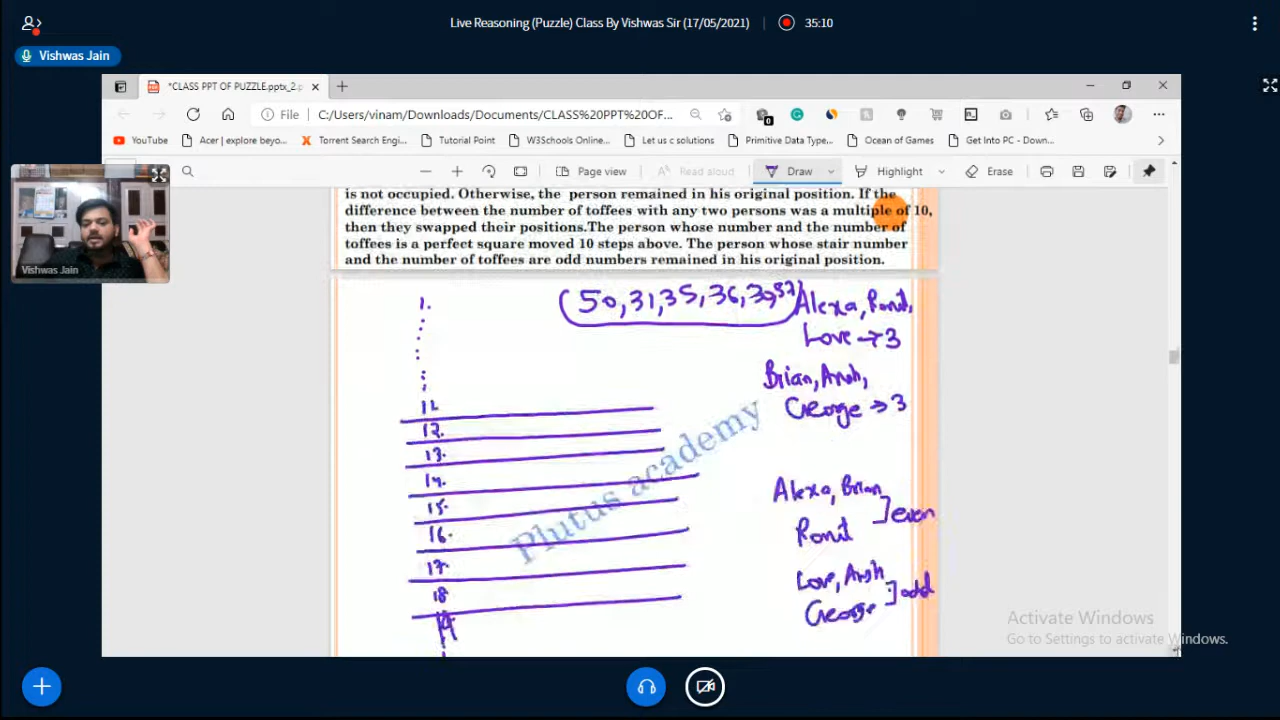 Live Reasoning (Puzzle) Class By Vishwas Sir (17/05/2021)
35:10
Vishwas Jain
*CLASS PPT OF PUZZLE.pptx_2.p
File
C:/Users/vinam/Downloads/Documents/CLASS%20PPT%20OF...
YouTube
Acer | explore beyo...
Torrent Search Engi...
Tutorial Point
W3Schools Online...
Let us c solutions
Primitive Data Type...
Ocean of Games
Get Into PC - Down...
Page view
Read aloud
Draw
Highlight
Erase
Vishwas Jain
is not occupied. Otherwise, the person remained in his original position. If the
difference between the number of toffees with any two persons was a multiple of 10,
then they swapped their positions.The person whose number and the number of
toffees is a perfect square moved 10 steps above. The person whose stair number
and the number of toffees are odd numbers remained in his original position.
1.
(50,31,35,36,39,37)
Alexa, Ronit,
Love → 3
Brian, Ansh,
George → 3
11
12.
13.
14.
15.
16.
17.
18
19
Plutus academy
Alexa, Brian
Ronit
] even
Love, Ansh
George
] odd
Activate Windows
Go to Settings to activate Windows.